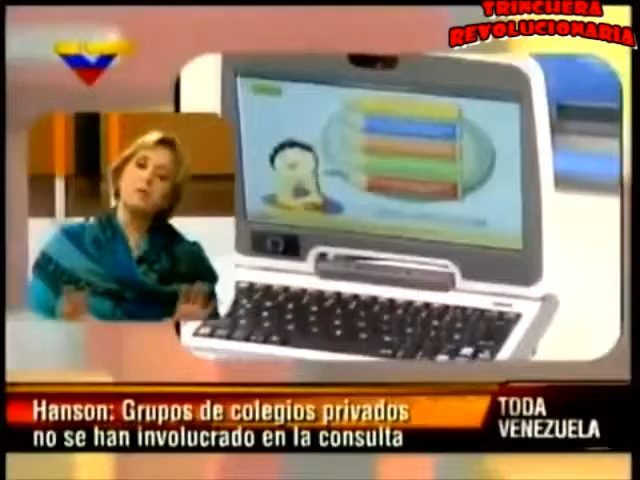 TRINCHERA
REVOLUCIONARIA
Hanson: Grupos de colegios privados
no se han involucrado en la consulta
TODA
VENEZUELA